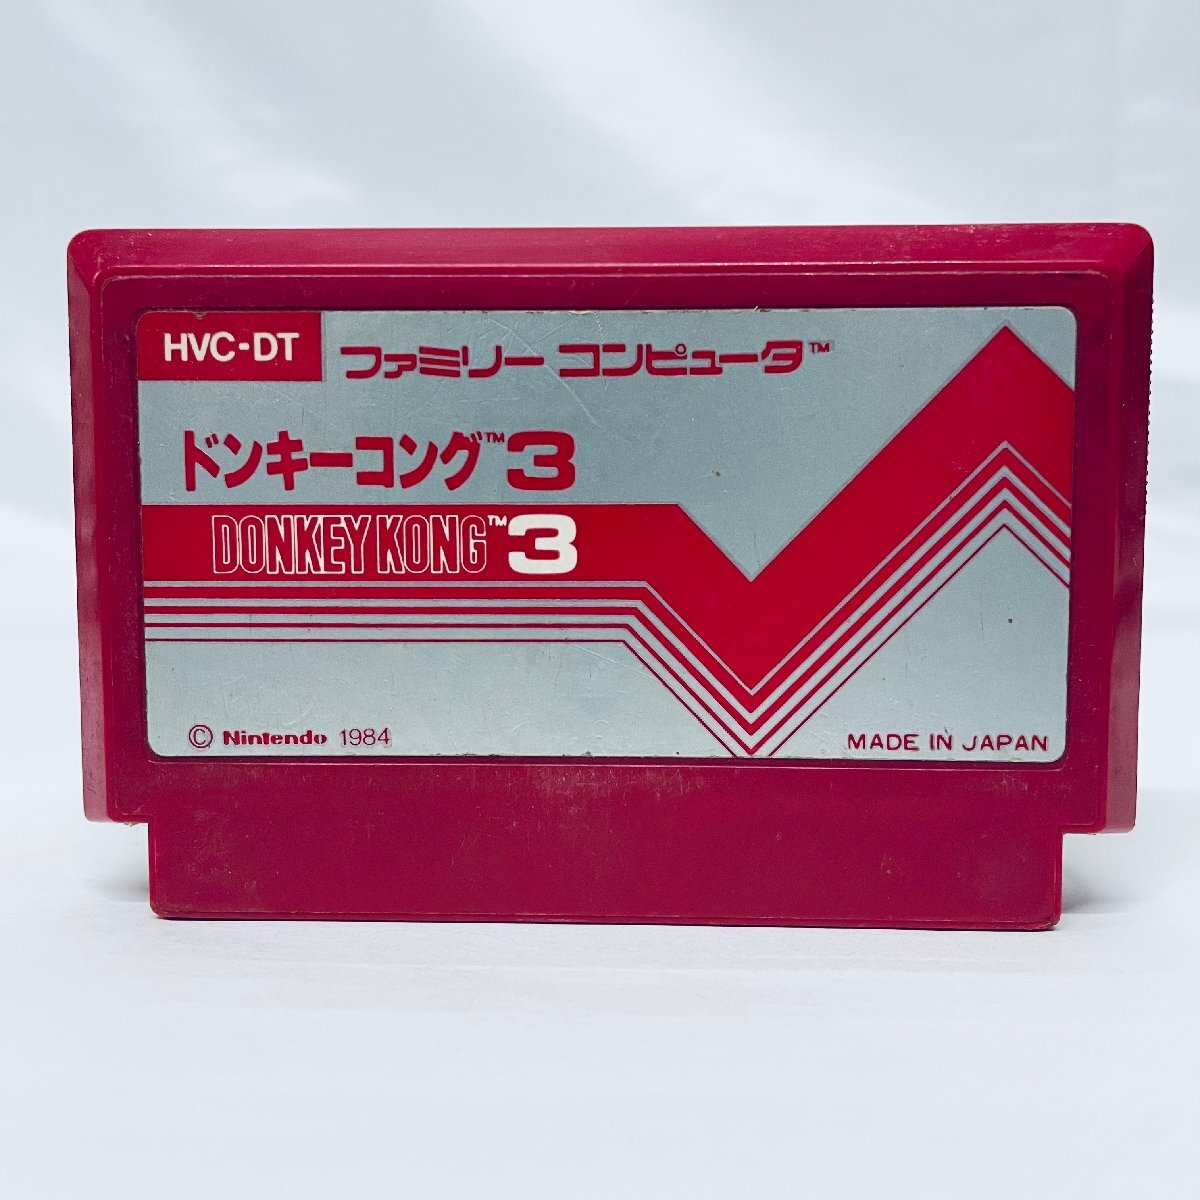 HVC-DT
ファミリー コンピュータ™
ドンキーコング™3
DONKEY KONG™3
© Nintendo 1984
MADE IN JAPAN